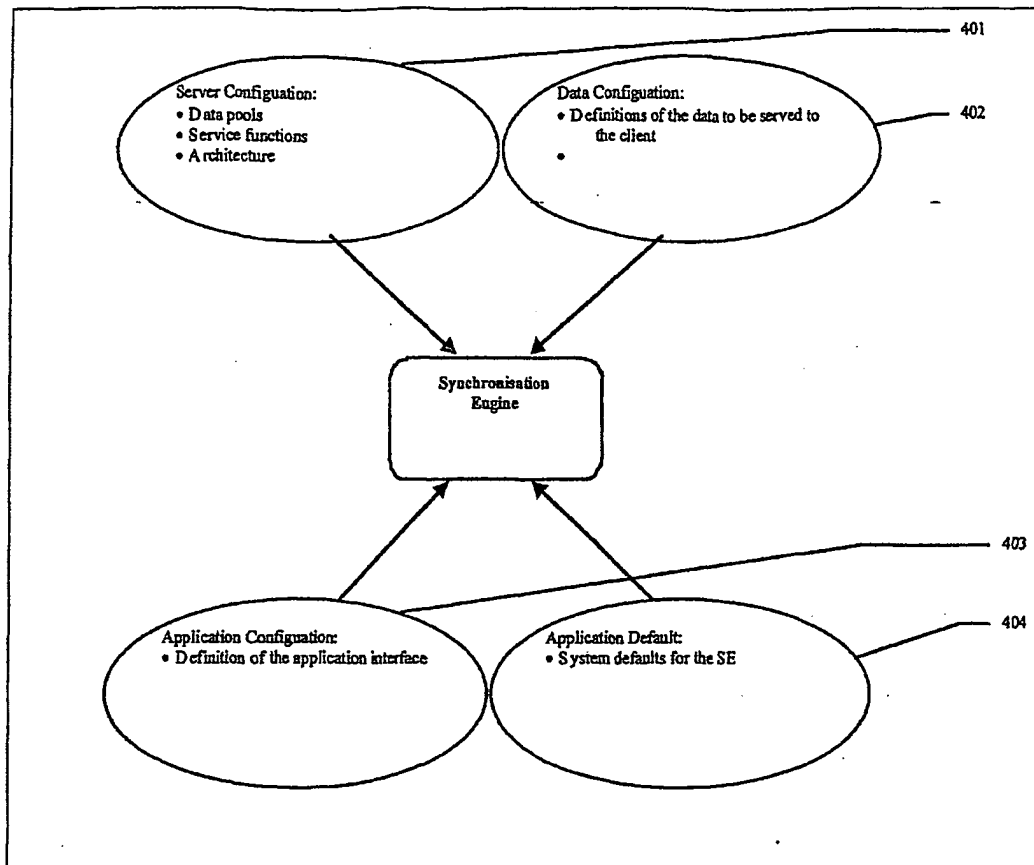 401
Server Configuation:
• Data pools
• Service functions
• Architecture
Data Configuation:
• Definitions of the data to be served to
the client
•
402
Synchronisation
Engine
403
Application Configuation:
• Definition of the application interface
Application Default:
• System defaults for the SE
404